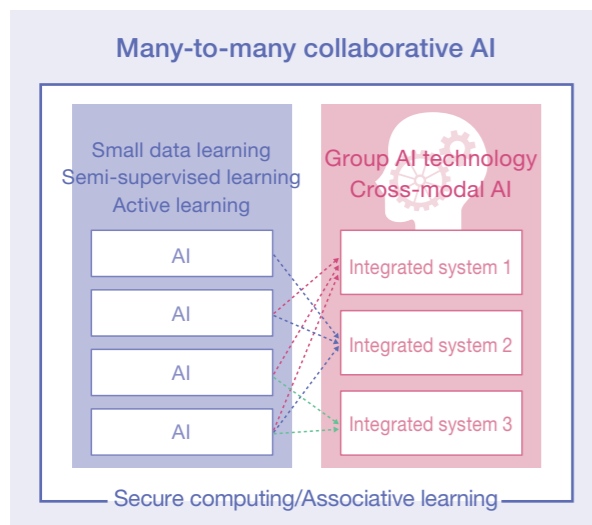 Many-to-many collaborative AI
Small data learning
Semi-supervised learning
Active learning
AI
AI
AI
AI
Group AI technology
Cross-modal AI
Integrated system 1
Integrated system 2
Integrated system 3
Secure computing/Associative learning